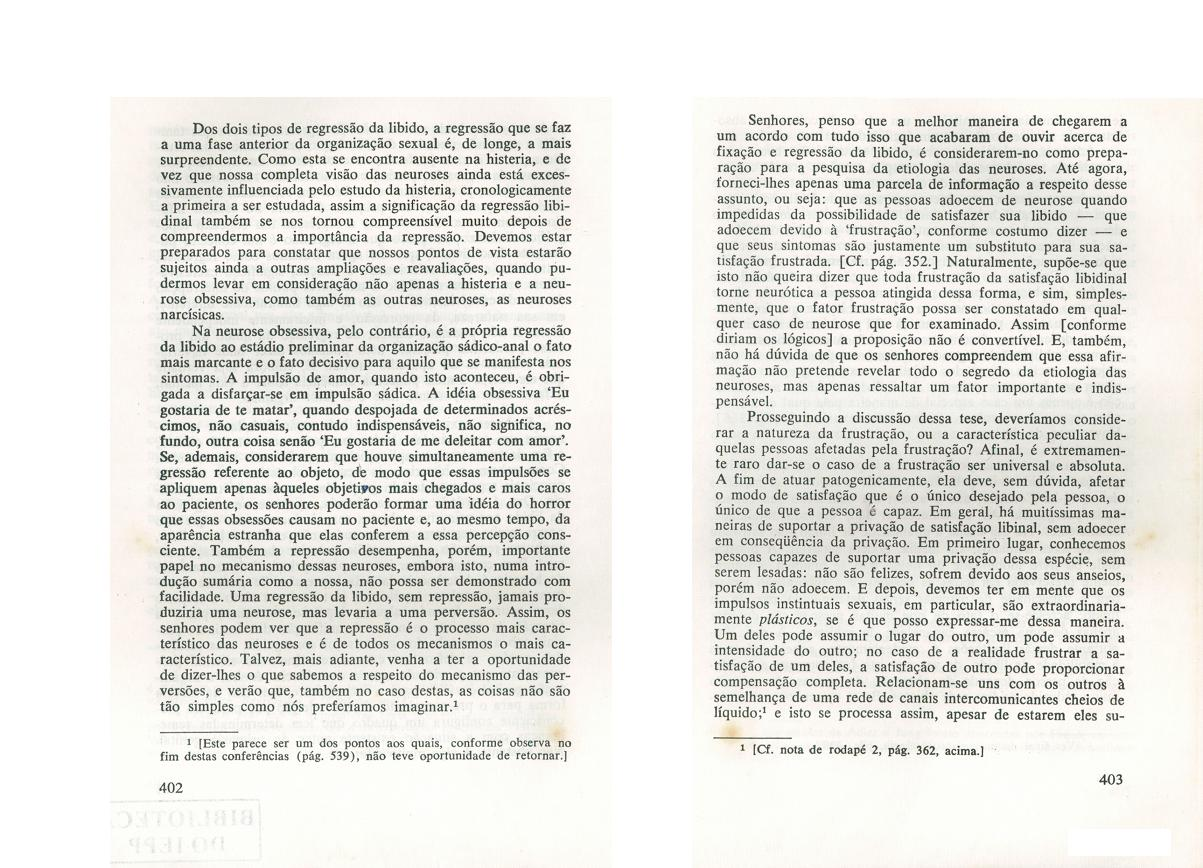 Dos dois tipos de regressão da libido, a regressão que se faz
a uma fase anterior da organização sexual é, de longe, a mais
surpreendente. Como esta se encontra ausente na histeria, e de
vez que nossa completa visão das neuroses ainda está exces-
sivamente influenciada pelo estudo da histeria, cronologicamente
a primeira a ser estudada, assim a significação da regressão libi-
dinal também se nos tornou compreensível muito depois de
compreendermos a importância da repressão. Devemos estar
preparados para constatar que nossos pontos de vista estarão
sujeitos ainda a outras ampliações e reavaliações, quando pu-
dermos levar em consideração não apenas a histeria e a neu-
rose obsessiva, como também as outras neuroses, as neuroses
narcísicas.
Na neurose obsessiva, pelo contrário, é a própria regressão
da libido ao estádio preliminar da organização sádico-anal o fato
mais marcante e o fato decisivo para aquilo que se manifesta nos
sintomas. A impulsão de amor, quando isto aconteceu, é obri-
gada a disfarçar-se em impulsão sádica. A idéia obsessiva ‘Eu
gostaria de te matar’, quando despojada de determinados acrés-
cimos, não casuais, contudo indispensáveis, não significa, no
fundo, outra coisa senão ‘Eu gostaria de me deleitar com amor’.
Se, ademais, considerarem que houve simultaneamente uma re-
gressão referente ao objeto, de modo que essas impulsões se
apliquem apenas àqueles objetivos mais chegados e mais caros
ao paciente, os senhores poderão formar uma idéia do horror
que essas obsessões causam no paciente e, ao mesmo tempo, da
aparência estranha que elas conferem a essa percepção cons-
ciente. Também a repressão desempenha, porém, importante
papel no mecanismo dessas neuroses, embora isto, numa intro-
dução sumária como a nossa, não possa ser demonstrado com
facilidade. Uma regressão da libido, sem repressão, jamais pro-
duziria uma neurose, mas levaria a uma perversão. Assim, os
senhores podem ver que a repressão é o processo mais carac-
terístico das neuroses e é de todos os mecanismos o mais ca-
racterístico. Talvez, mais adiante, venha a ter a oportunidade
de dizer-lhes o que sabemos a respeito do mecanismo das per-
versões, e verão que, também no caso destas, as coisas não são
tão simples como nós preferíamos imaginar.¹
¹ [Este parece ser um dos pontos aos quais, conforme observa no
fim destas conferências (pág. 539), não teve oportunidade de retornar.]
402
BIBLIOTEC
DO IEPP
Senhores, penso que a melhor maneira de chegarem a
um acordo com tudo isso que acabaram de ouvir acerca de
fixação e regressão da libido, é considerarem-no como prepa-
ração para a pesquisa da etiologia das neuroses. Até agora,
forneci-lhes apenas uma parcela de informação a respeito desse
assunto, ou seja: que as pessoas adoecem de neurose quando
impedidas da possibilidade de satisfazer sua libido — que
adoecem devido à ‘frustração’, conforme costumo dizer — e
que seus sintomas são justamente um substituto para sua sa-
tisfação frustrada. [Cf. pág. 352.] Naturalmente, supõe-se que
isto não queira dizer que toda frustração da satisfação libidinal
torne neurótica a pessoa atingida dessa forma, e sim, simples-
mente, que o fator frustração possa ser constatado em qual-
quer caso de neurose que for examinado. Assim [conforme
diriam os lógicos] a proposição não é convertível. E, também,
não há dúvida de que os senhores compreendem que essa afir-
mação não pretende revelar todo o segredo da etiologia das
neuroses, mas apenas ressaltar um fator importante e indis-
pensável.
Prosseguindo a discussão dessa tese, deveríamos conside-
rar a natureza da frustração, ou a característica peculiar da-
quelas pessoas afetadas pela frustração? Afinal, é extremamen-
te raro dar-se o caso de a frustração ser universal e absoluta.
A fim de atuar patogenicamente, ela deve, sem dúvida, afetar
o modo de satisfação que é o único desejado pela pessoa, o
único de que a pessoa é capaz. Em geral, há muitíssimas ma-
neiras de suportar a privação de satisfação libinal, sem adoecer
em conseqüência da privação. Em primeiro lugar, conhecemos
pessoas capazes de suportar uma privação dessa espécie, sem
serem lesadas: não são felizes, sofrem devido aos seus anseios,
porém não adoecem. E depois, devemos ter em mente que os
impulsos instintuais sexuais, em particular, são extraordinaria-
mente plásticos, se é que posso expressar-me dessa maneira.
Um deles pode assumir o lugar do outro, um pode assumir a
intensidade do outro; no caso de a realidade frustrar a sa-
tisfação de um deles, a satisfação de outro pode proporcionar
compensação completa. Relacionam-se uns com os outros à
semelhança de uma rede de canais intercomunicantes cheios de
líquido;¹ e isto se processa assim, apesar de estarem eles su-
¹ [Cf. nota de rodapé 2, pág. 362, acima.]
403